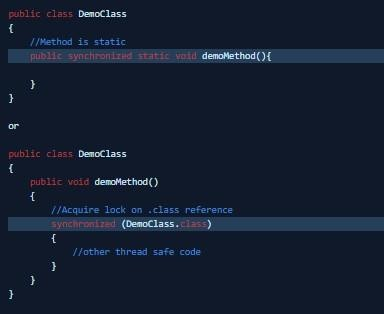 public class DemoClass
{
    //Method is static
    public synchronized static void demoMethod(){

    }
}

or

public class DemoClass
{
    public void demoMethod()
    {
        //Acquire lock on .class reference
        synchronized (DemoClass.class)
        {
            //other thread safe code
        }
    }
}